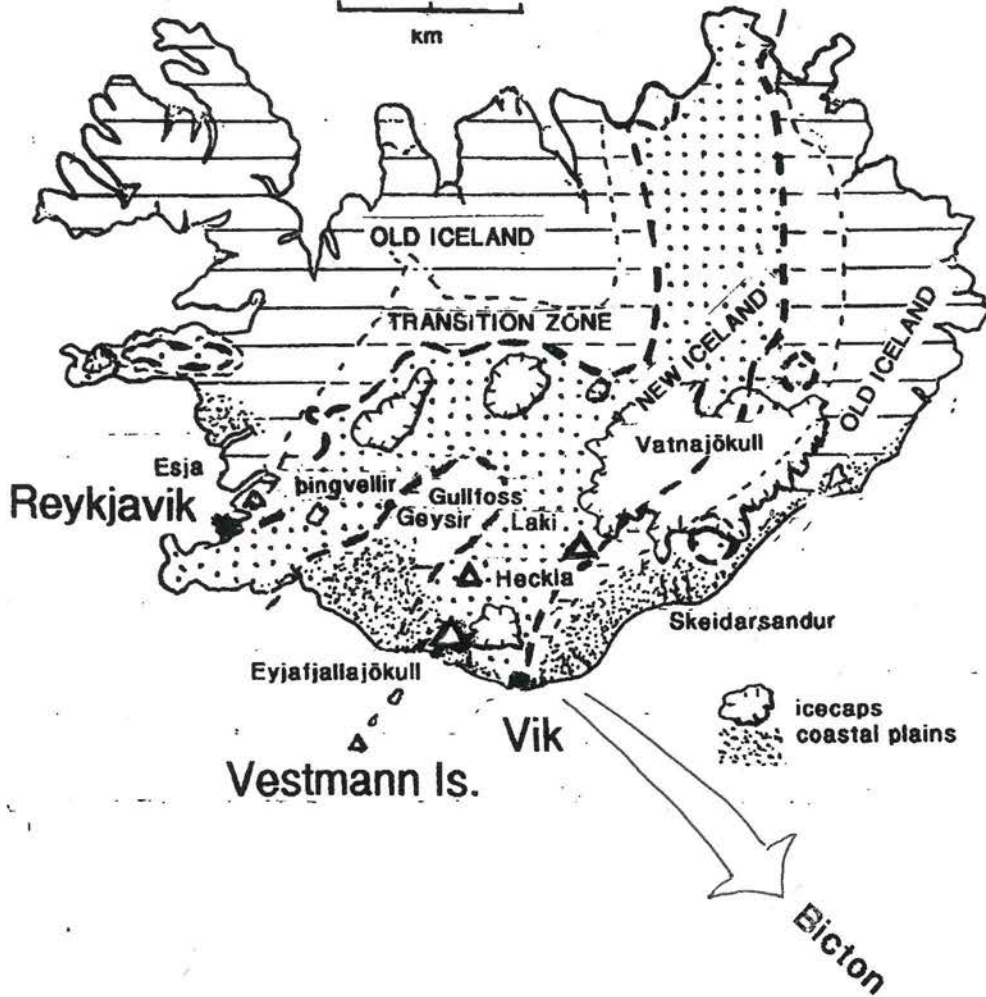 km
OLD ICELAND
TRANSITION ZONE
NEW ICELAND
OLD ICELAND
Vatnajökull
Esja
Reykjavik
þingvellir
Gullfoss
Geysir
Laki
Heckla
Skeidarsandur
Eyjafjallajökull
Vik
icecaps
coastal plains
Vestmann Is.
Bicton